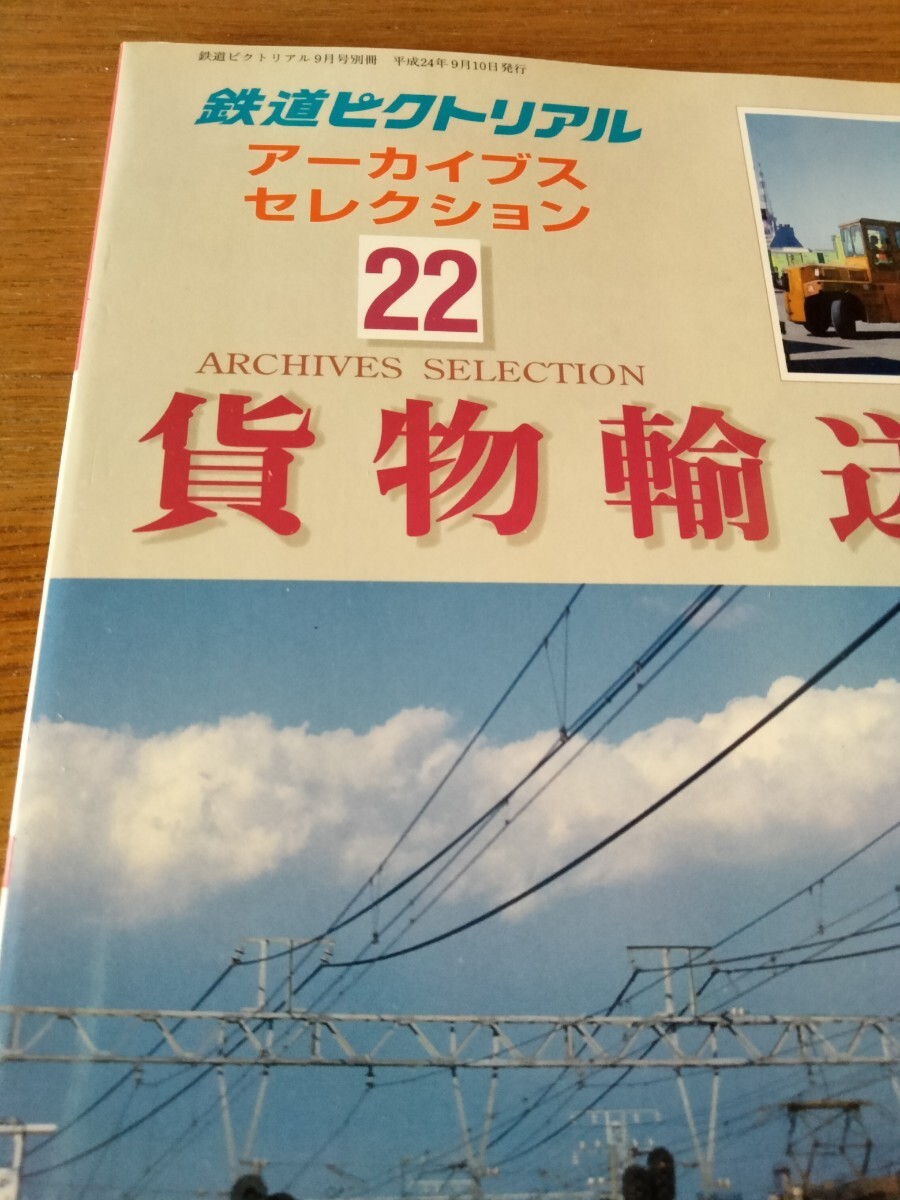 鉄道ピクトリアル9月号別冊 平成24年9月10日発行
鉄道ピクトリアル
アーカイブス
セレクション
22
ARCHIVES SELECTION
貨物輸送